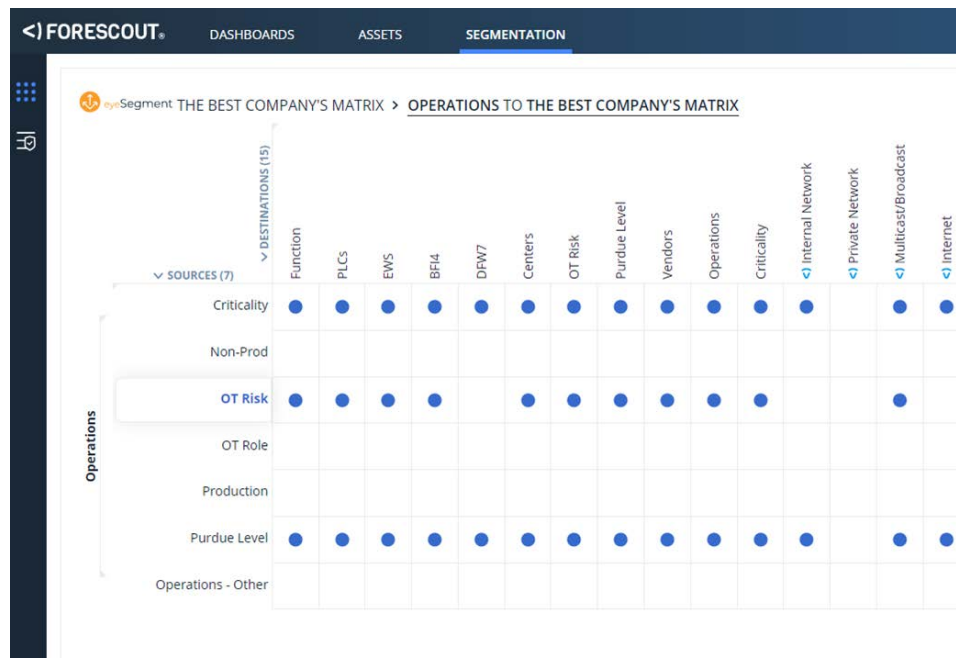 <) FORESCOUT® DASHBOARDS ASSETS SEGMENTATION
eyeSegment THE BEST COMPANY'S MATRIX > OPERATIONS TO THE BEST COMPANY'S MATRIX
DESTINATIONS (15)
SOURCES (7)
Function
PLCs
EWS
BFI4
DFW7
Centers
OT Risk
Purdue Level
Vendors
Operations
Criticality
<) Internal Network
<) Private Network
<) Multicast/Broadcast
<) Internet
Operations
Criticality
Non-Prod
OT Risk
OT Role
Production
Purdue Level
Operations - Other